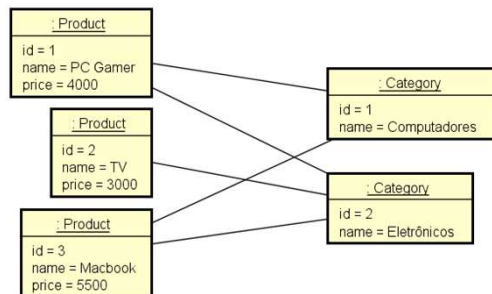 : Product
id = 1
name = PC Gamer
price = 4000
: Product
id = 2
name = TV
price = 3000
: Product
id = 3
name = Macbook
price = 5500
: Category
id = 1
name = Computadores
: Category
id = 2
name = Eletrônicos